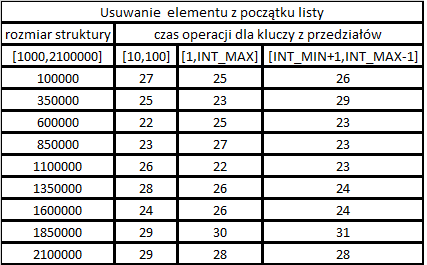 Usuwanie elementu z początku listy
rozmiar struktury czas operacji dla kluczy z przedziałów
[1000,2100000] [10,100] [1,INT_MAX] [INT_MIN+1,INT_MAX-1]
100000 27 25 26
350000 25 23 29
600000 22 25 23
850000 23 27 23
1100000 26 22 23
1350000 28 26 24
1600000 24 26 24
1850000 29 30 31
2100000 29 28 28